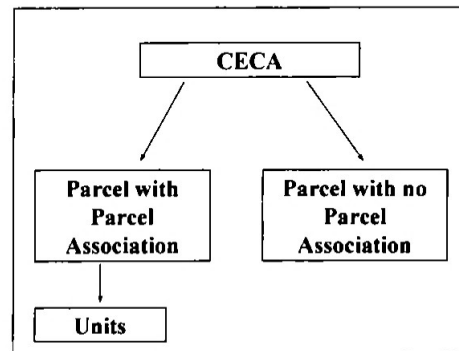 CECA
Parcel with
Parcel
Association
Parcel with no
Parcel
Association
Units